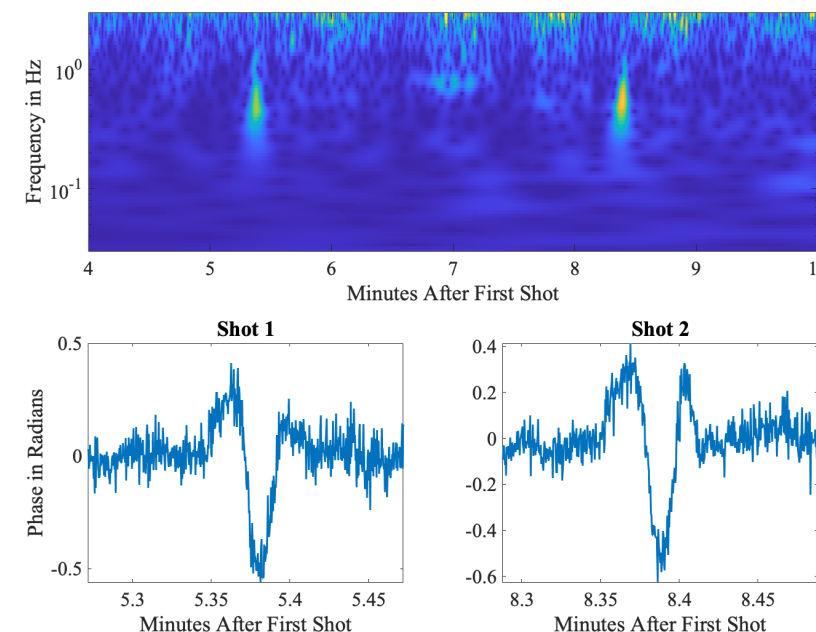 Frequency in Hz
10^0
10^-1
4 5 6 7 8 9 1
Minutes After First Shot
Shot 1
Phase in Radians
0.5
0
-0.5
5.3 5.35 5.4 5.45
Minutes After First Shot
Shot 2
0.4
0.2
0
-0.2
-0.4
-0.6
8.3 8.35 8.4 8.45
Minutes After First Shot